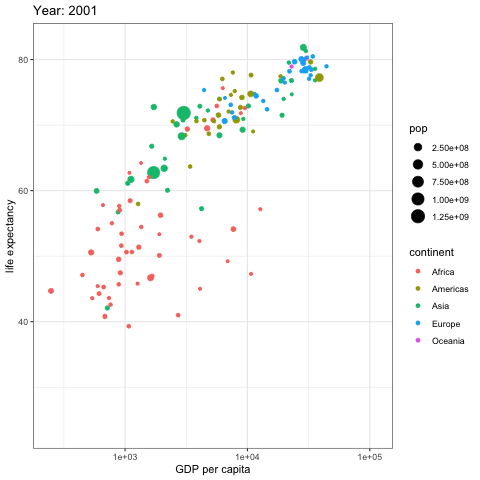 Year: 2001
80
60
40
life expectancy
1e+03
1e+04
1e+05
GDP per capita
pop
2.50e+08
5.00e+08
7.50e+08
1.00e+09
1.25e+09
continent
Africa
Americas
Asia
Europe
Oceania